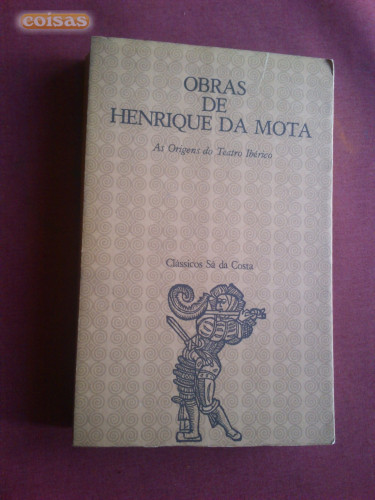 coisas
OBRAS
DE
HENRIQUE DA MOTA
As Origens do Teatro Ibérico
Clássicos Sá da Costa